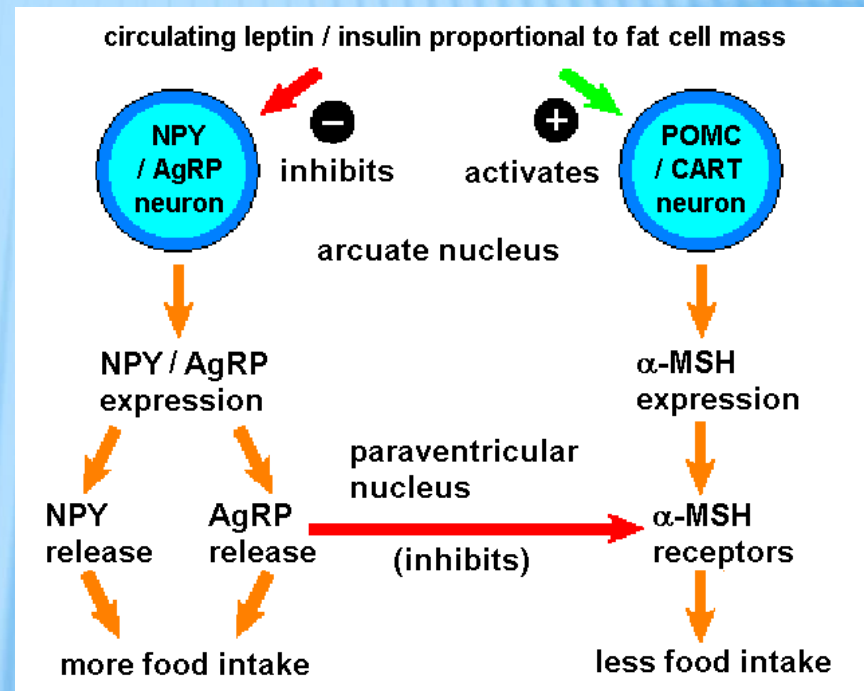 circulating leptin / insulin proportional to fat cell mass
NPY
/ AgRP
neuron
−
inhibits
+
activates
POMC
/ CART
neuron
arcuate nucleus
NPY / AgRP
expression
α-MSH
expression
NPY
release
AgRP
release
paraventricular
nucleus
(inhibits)
α-MSH
receptors
more food intake
less food intake